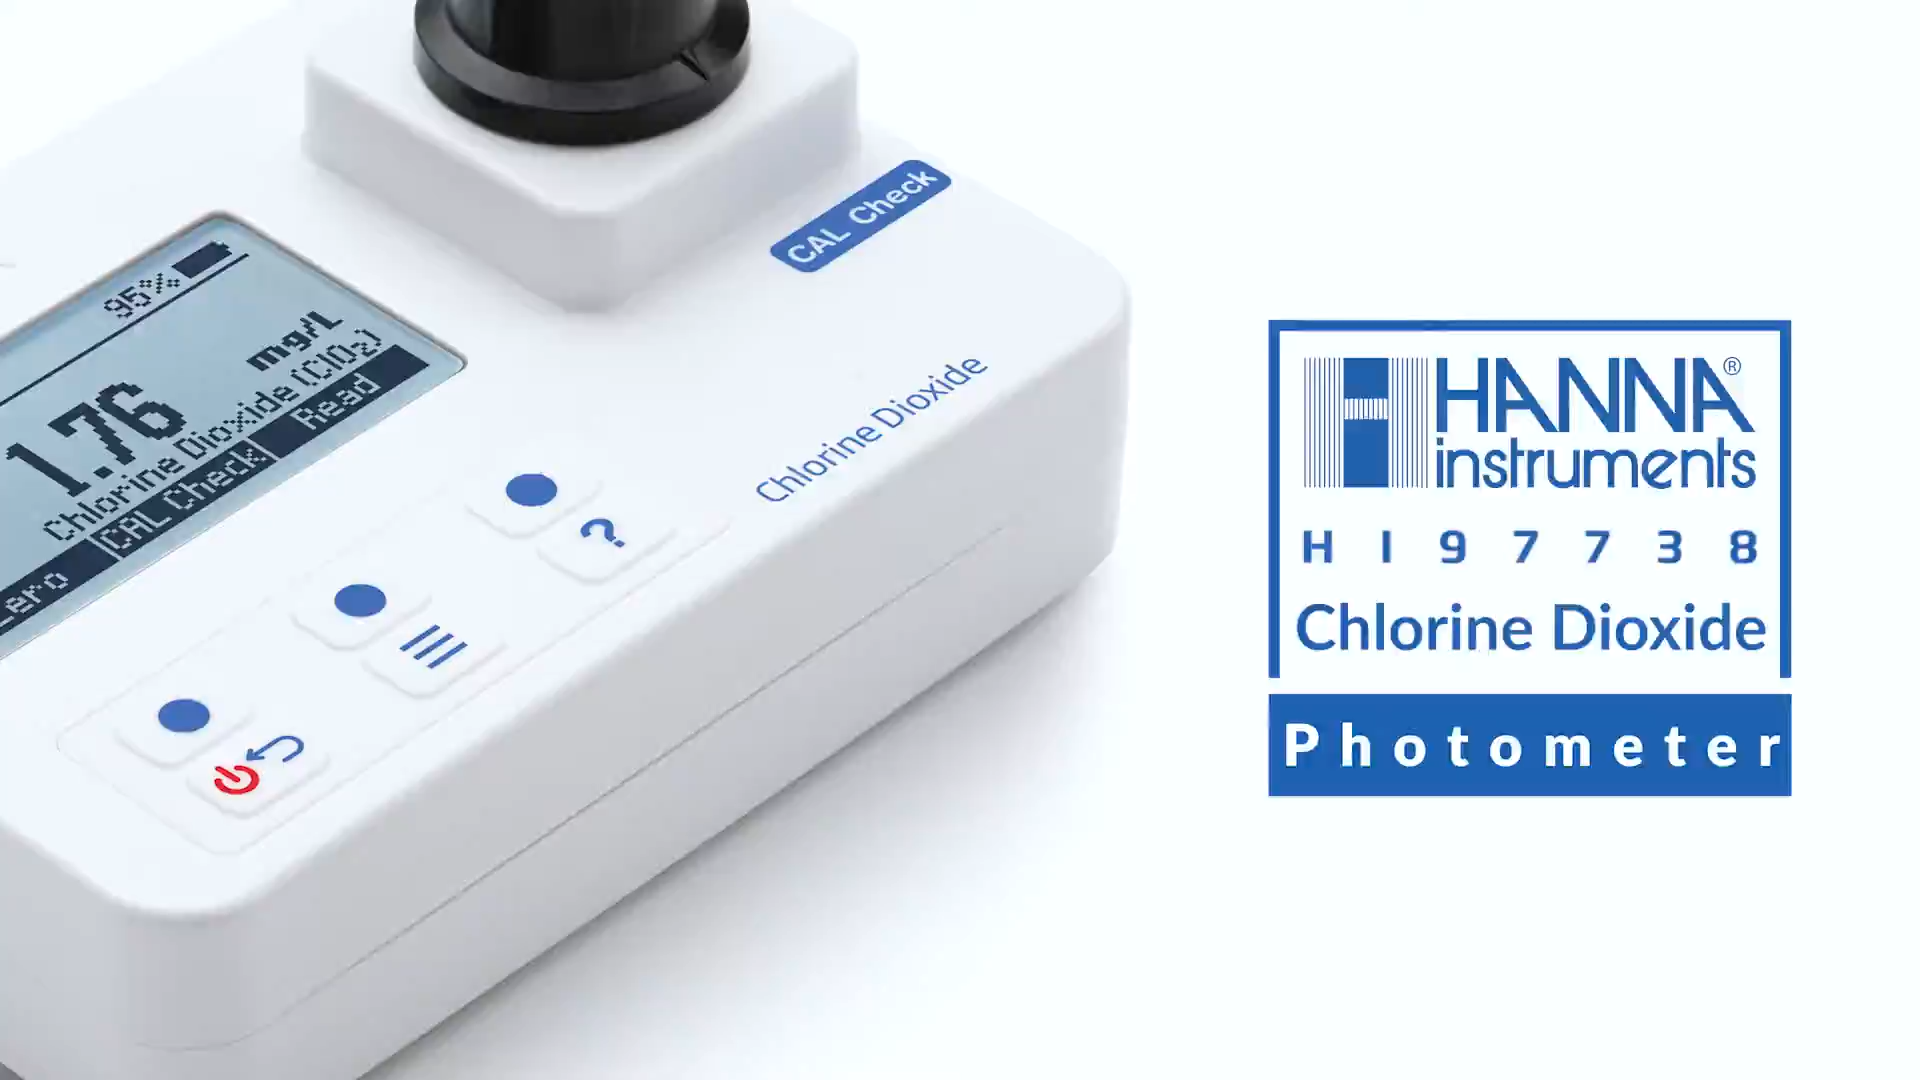 CAL Check
95%
mg/L
1.76
Chlorine Dioxide (ClO₂)
CAL Check
Read
Chlorine Dioxide
?
HANNA®
instruments
HI97738
Chlorine Dioxide
Photometer